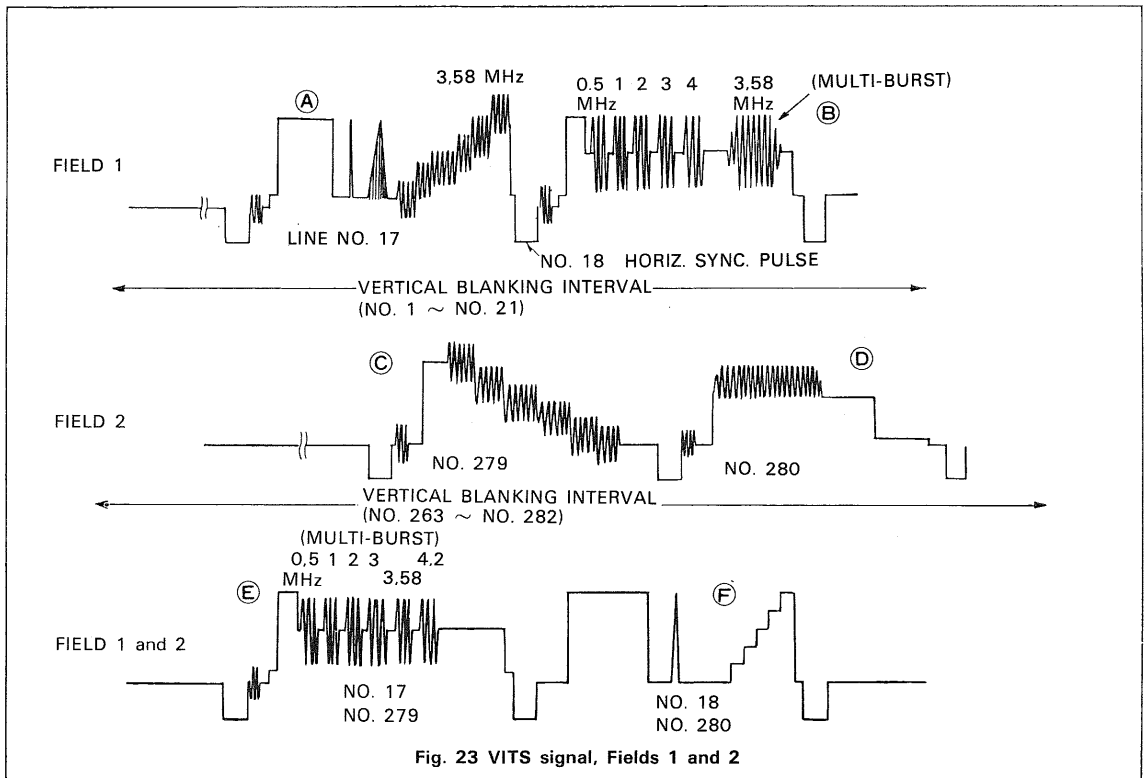 3,58 MHz
0.5 1 2 3 4 3,58 (MULTI-BURST)
MHz MHz
Ⓐ Ⓑ
FIELD 1
LINE NO. 17
NO. 18 HORIZ. SYNC. PULSE
VERTICAL BLANKING INTERVAL
(NO. 1 ~ NO. 21)
Ⓒ Ⓓ
FIELD 2
NO. 279 NO. 280
VERTICAL BLANKING INTERVAL
(NO. 263 ~ NO. 282)
(MULTI-BURST)
0,5 1 2 3 4.2
MHz 3,58
Ⓔ Ⓕ
FIELD 1 and 2
NO. 17 NO. 18
NO. 279 NO. 280
Fig. 23 VITS signal, Fields 1 and 2